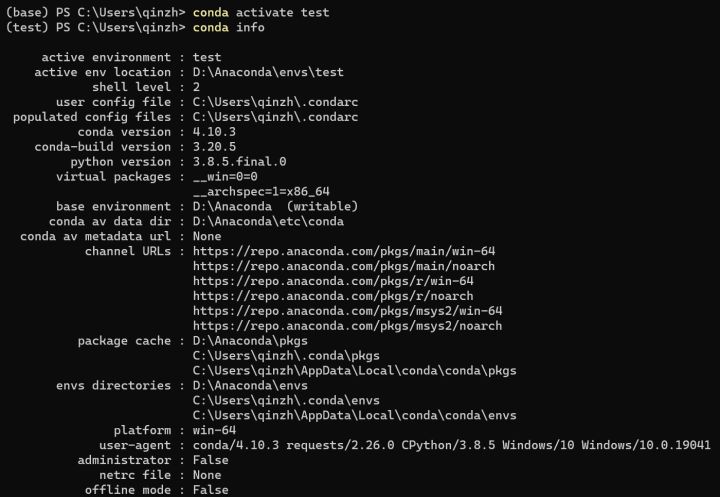 (base) PS C:\Users\qinzh> conda activate test
(test) PS C:\Users\qinzh> conda info
active environment : test
active env location : D:\Anaconda\envs\test
shell level : 2
user config file : C:\Users\qinzh\.condarc
populated config files : C:\Users\qinzh\.condarc
conda version : 4.10.3
conda-build version : 3.20.5
python version : 3.8.5.final.0
virtual packages : __win=0=0
__archspec=1=x86_64
base environment : D:\Anaconda  (writable)
conda av data dir : D:\Anaconda\etc\conda
conda av metadata url : None
channel URLs : https://repo.anaconda.com/pkgs/main/win-64
https://repo.anaconda.com/pkgs/main/noarch
https://repo.anaconda.com/pkgs/r/win-64
https://repo.anaconda.com/pkgs/r/noarch
https://repo.anaconda.com/pkgs/msys2/win-64
https://repo.anaconda.com/pkgs/msys2/noarch
package cache : D:\Anaconda\pkgs
C:\Users\qinzh\.conda\pkgs
C:\Users\qinzh\AppData\Local\conda\conda\pkgs
envs directories : D:\Anaconda\envs
C:\Users\qinzh\.conda\envs
C:\Users\qinzh\AppData\Local\conda\conda\envs
platform : win-64
user-agent : conda/4.10.3 requests/2.26.0 CPython/3.8.5 Windows/10 Windows/10.0.19041
administrator : False
netrc file : None
offline mode : False